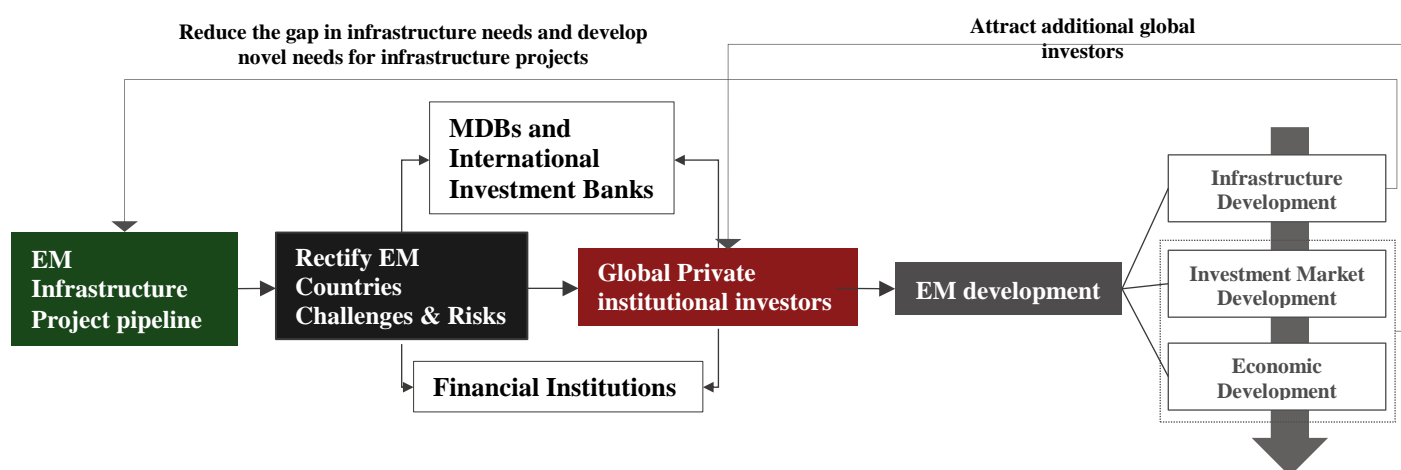 Reduce the gap in infrastructure needs and develop
novel needs for infrastructure projects
Attract additional global
investors
MDBs and
International
Investment Banks
EM
Infrastructure
Project pipeline
Rectify EM
Countries
Challenges & Risks
Global Private
institutional investors
EM development
Financial Institutions
Infrastructure
Development
Investment Market
Development
Economic
Development